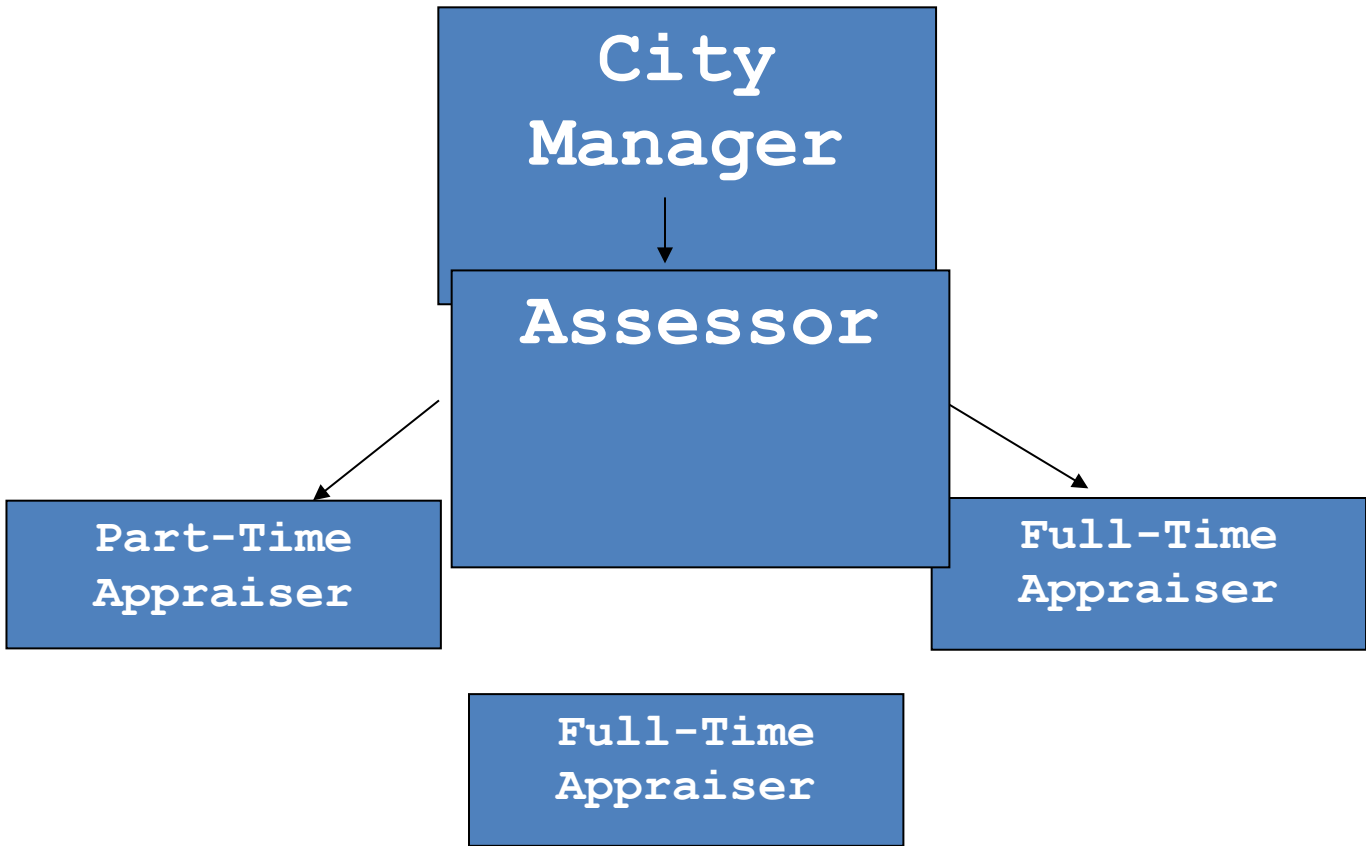 City
Manager
Assessor
Part-Time
Appraiser
Full-Time
Appraiser
Full-Time
Appraiser